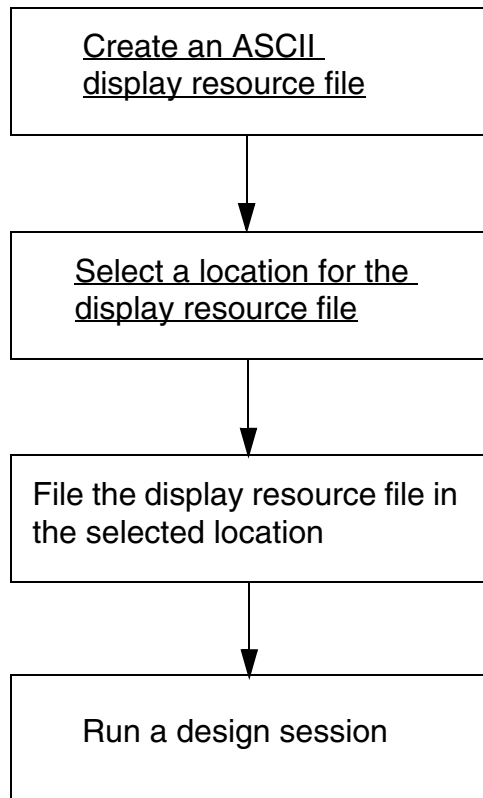 Create an ASCII
display resource file
Select a location for the
display resource file
File the display resource file in
the selected location
Run a design session